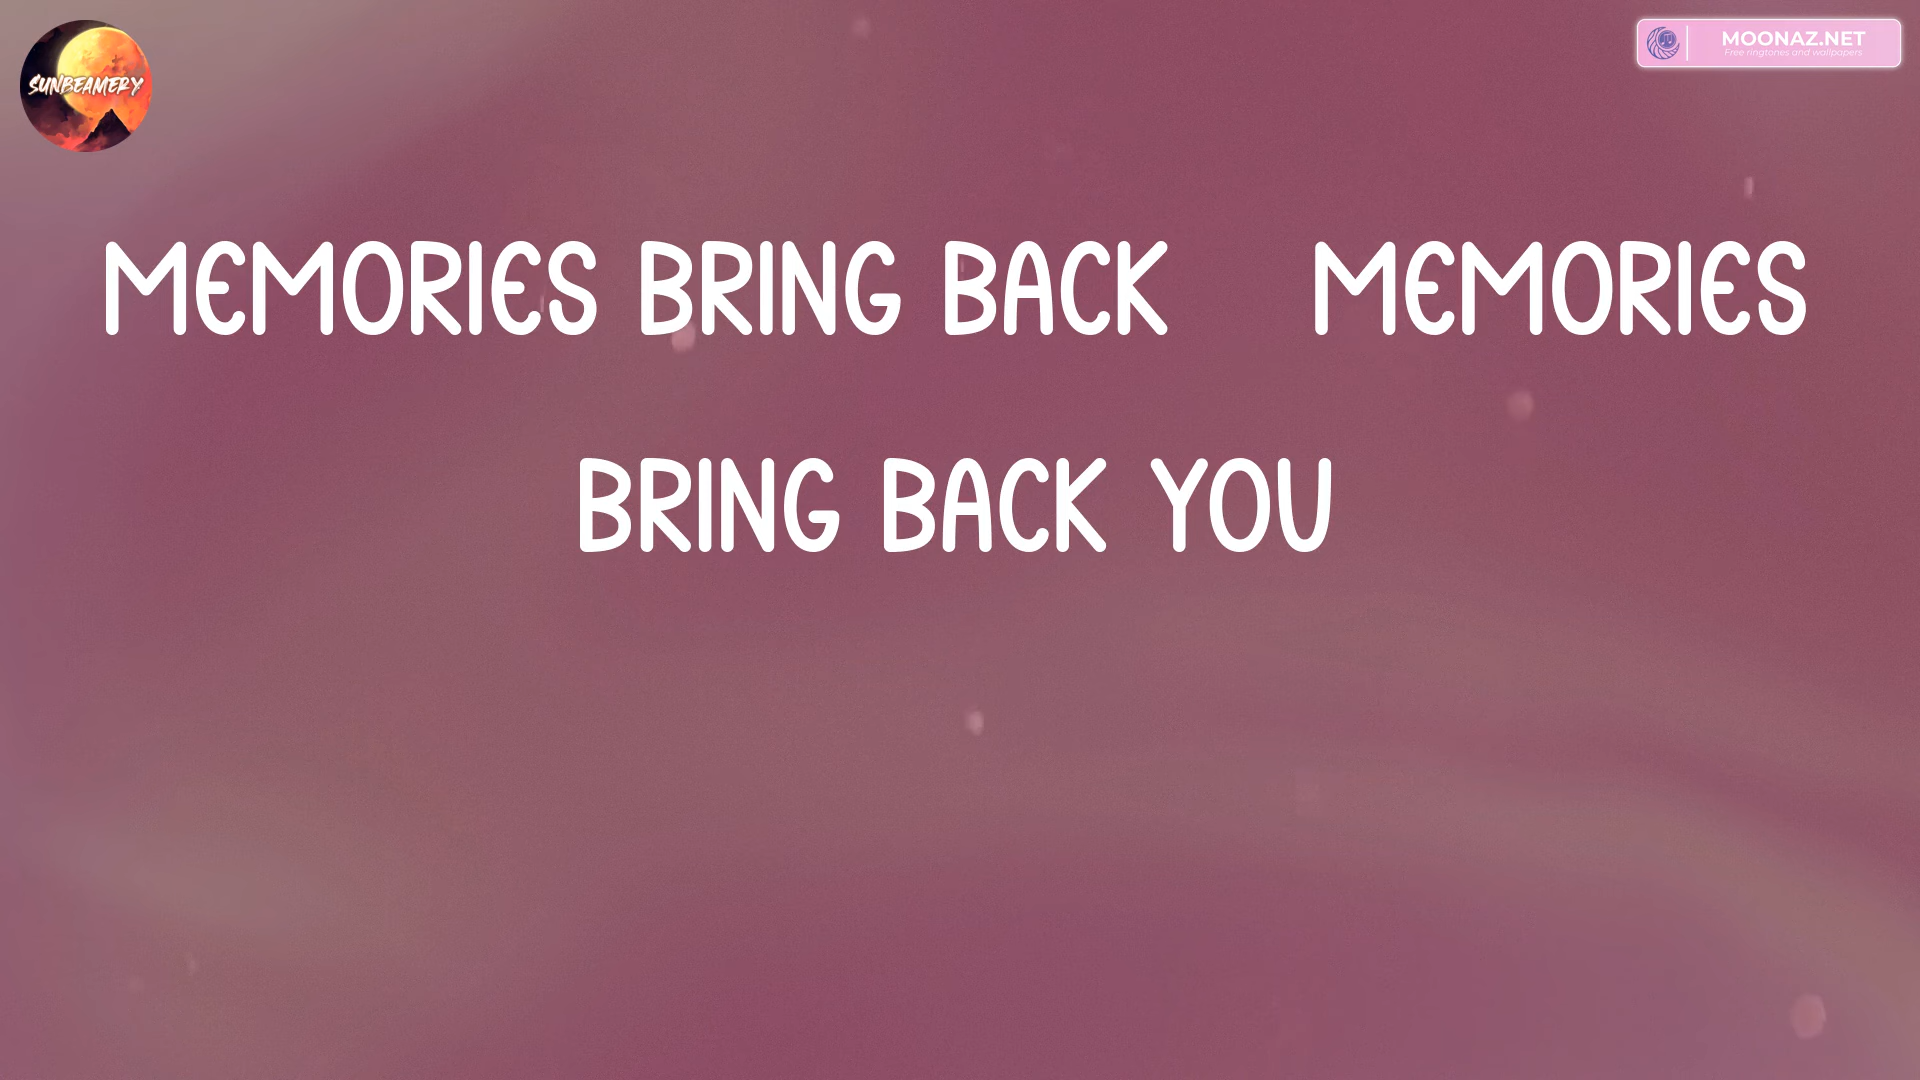 SUNBEAMERY
MOONAZ.NET
Free ringtones and wallpapers
MEMORIES BRING BACK MEMORIES
BRING BACK YOU